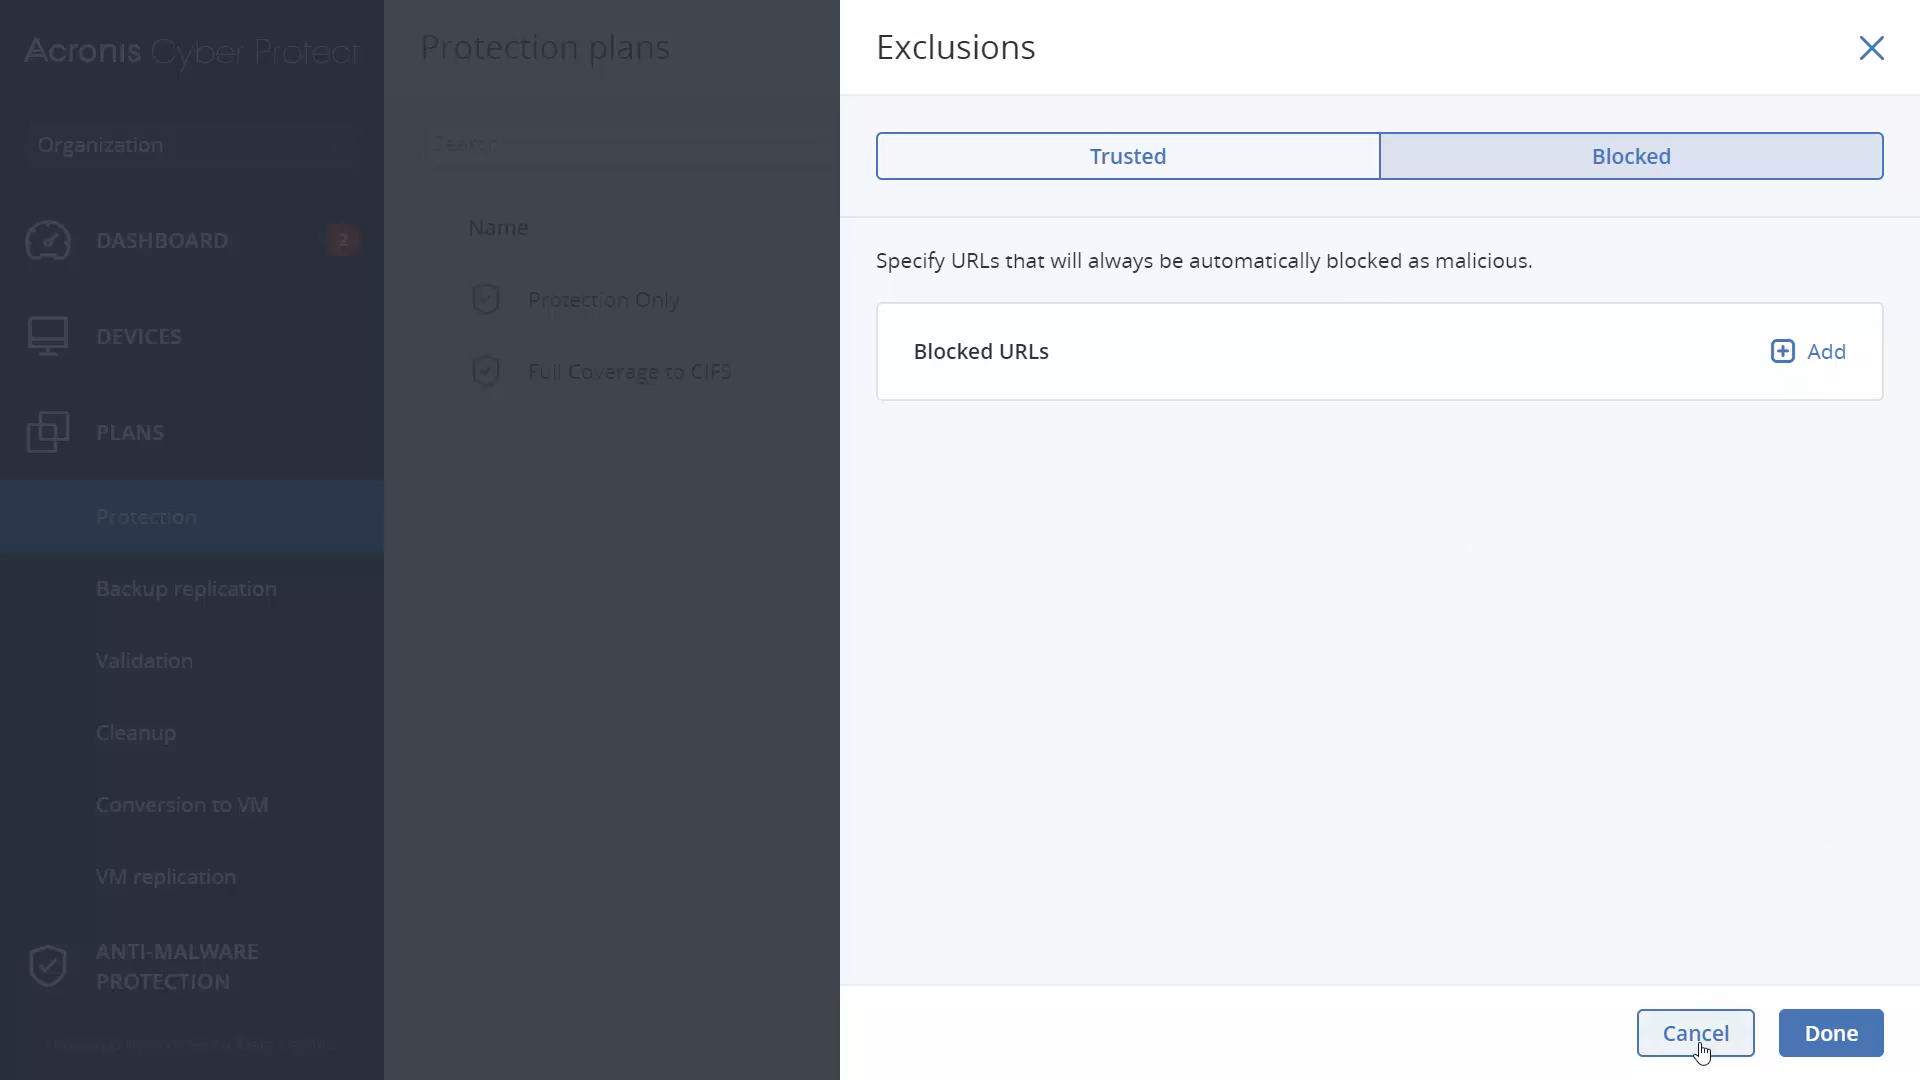 Acronis Cyber Protect
Organization
DASHBOARD
2
DEVICES
PLANS
Protection
Backup replication
Validation
Cleanup
Conversion to VM
VM replication
ANTI-MALWARE
PROTECTION
Protection plans
Search
Name
Protection Only
Full Coverage to CIFS
Exclusions
Trusted
Blocked
Specify URLs that will always be automatically blocked as malicious.
Blocked URLs
Add
Cancel
Done